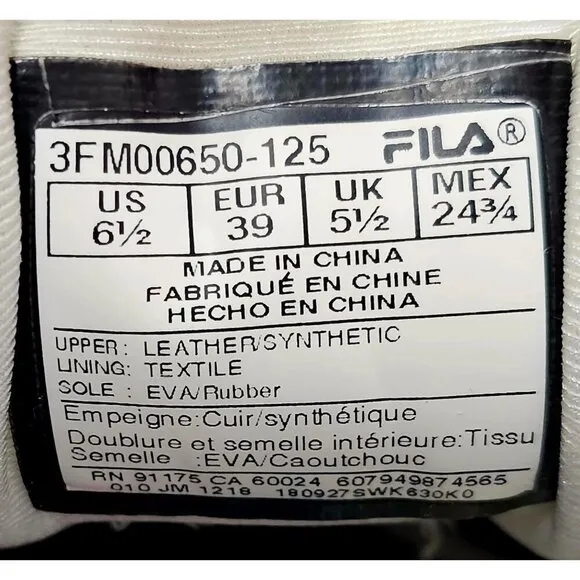 3FM00650-125 FILA®
US EUR UK MEX
6½ 39 5½ 24¾
MADE IN CHINA
FABRIQUÉ EN CHINE
HECHO EN CHINA
UPPER: LEATHER/SYNTHETIC
LINING: TEXTILE
SOLE : EVA/Rubber
Empeigne:Cuir/synthétique
Doublure et semelle intérieure:Tissu
Semelle :EVA/Caoutchouc
RN 91175 CA 60024 607949874565
010 JM 1218 180927SWK630K0